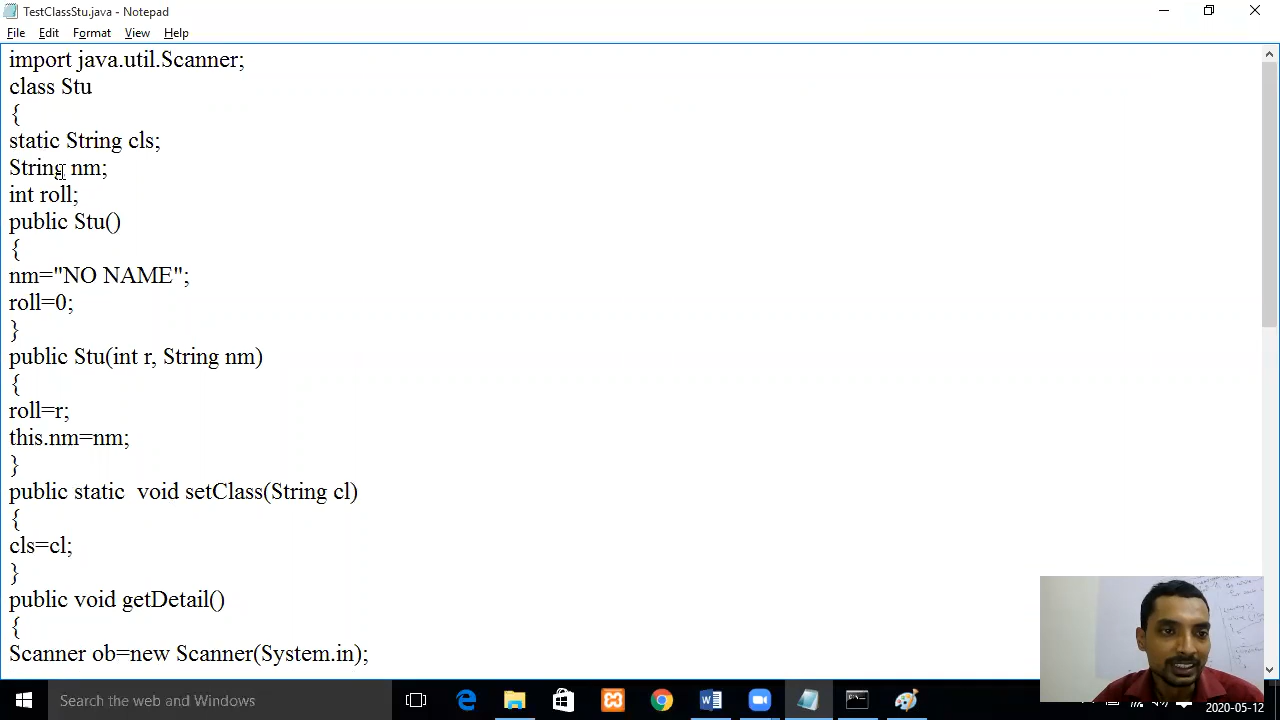 TestClassStu.java - Notepad
File Edit Format View Help
import java.util.Scanner;
class Stu
{
static String cls;
String nm;
int roll;
public Stu()
{
nm="NO NAME";
roll=0;
}
public Stu(int r, String nm)
{
roll=r;
this.nm=nm;
}
public static  void setClass(String cl)
{
cls=cl;
}
public void getDetail()
{
Scanner ob=new Scanner(System.in);
Search the web and Windows
2020-05-12